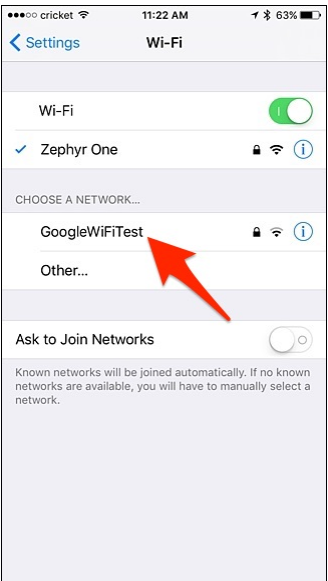 cricket 11:22 AM 63%
Settings Wi-Fi
Wi-Fi
Zephyr One
CHOOSE A NETWORK...
GoogleWiFiTest
Other...
Ask to Join Networks
Known networks will be joined automatically. If no known
networks are available, you will have to manually select a
network.